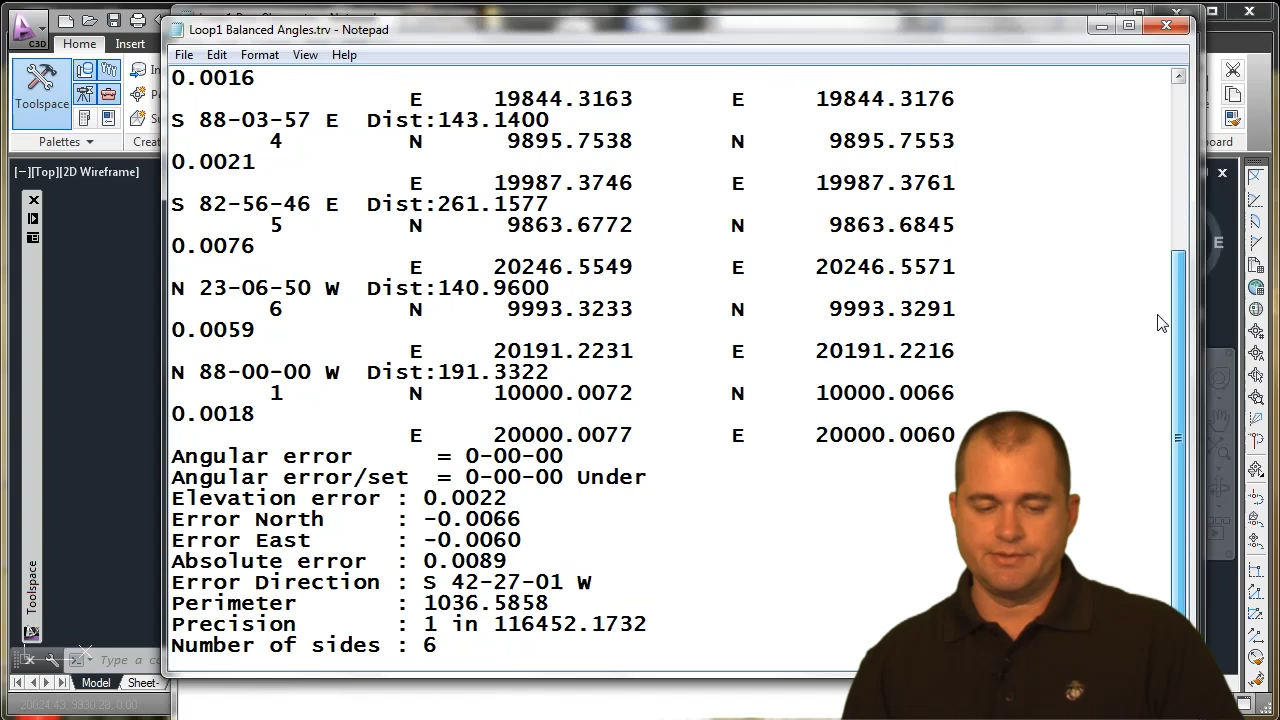 Loop1 Balanced Angles.trv - Notepad
C3D
Home Insert
File Edit Format View Help
Toolspace
Palettes
[−][Top][2D Wireframe]
0.0016
E 19844.3163 E 19844.3176
S 88-03-57 E Dist:143.1400
4 N 9895.7538 N 9895.7553
0.0021
E 19987.3746 E 19987.3761
S 82-56-46 E Dist:261.1577
5 N 9863.6772 N 9863.6845
0.0076
E 20246.5549 E 20246.5571
N 23-06-50 W Dist:140.9600
6 N 9993.3233 N 9993.3291
0.0059
E 20191.2231 E 20191.2216
N 88-00-00 W Dist:191.3322
1 N 10000.0072 N 10000.0066
0.0018
E 20000.0077 E 20000.0060
Angular error = 0-00-00
Angular error/set = 0-00-00 Under
Elevation error : 0.0022
Error North : -0.0066
Error East : -0.0060
Absolute error : 0.0089
Error Direction : S 42-27-01 W
Perimeter : 1036.5858
Precision : 1 in 116452.1732
Number of sides : 6
Toolspace
Type a co
Model Sheet-
E